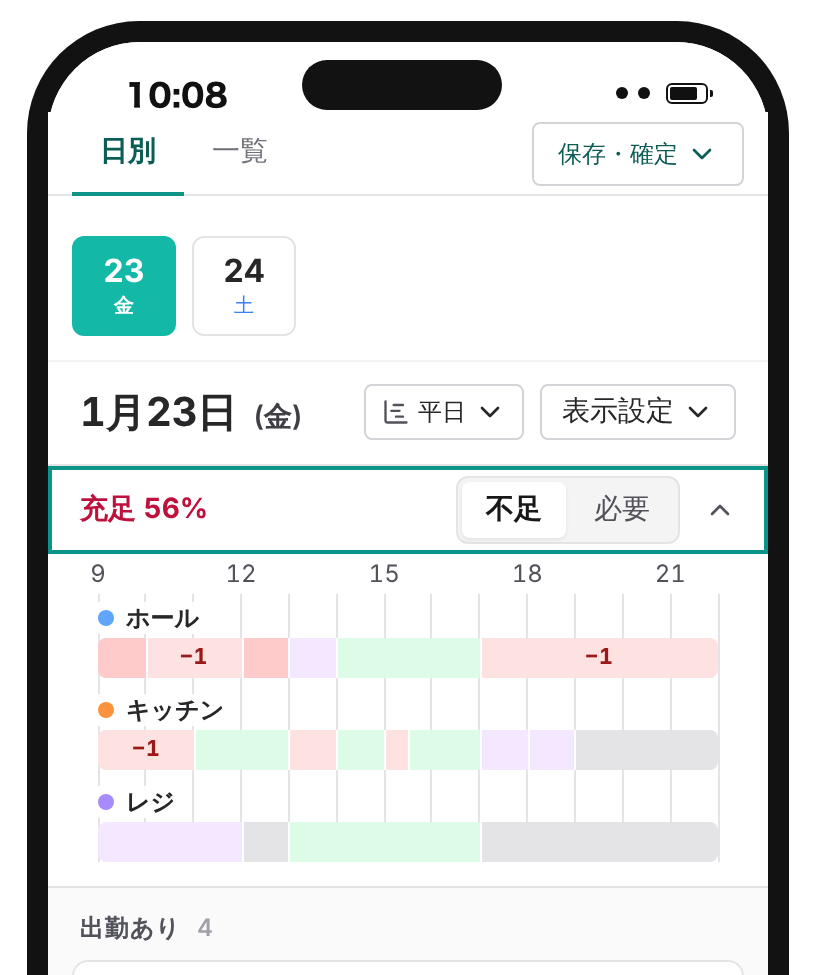 10:08
日別 一覧 保存・確定
23 24
金 土
1月23日 (金) 平日 表示設定
充足 56% 不足 必要
9 12 15 18 21
ホール
−1 −1
キッチン
−1
レジ
出勤あり 4